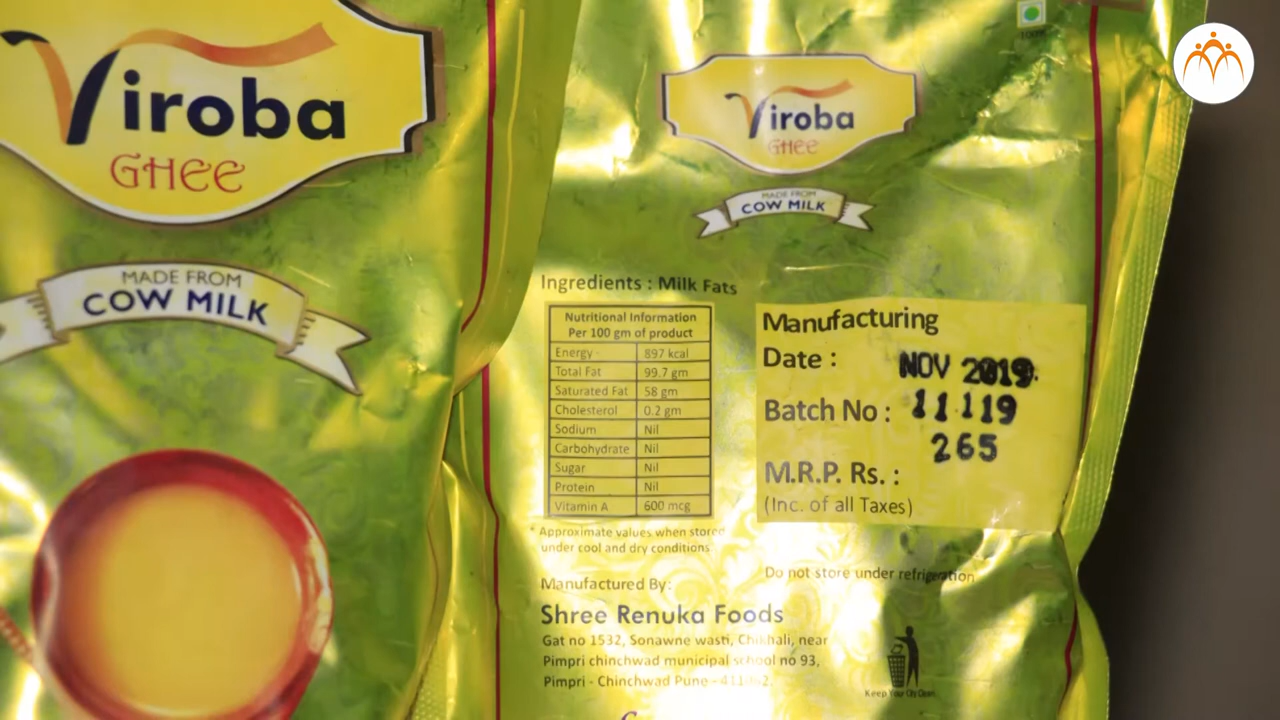 Viroba
GHEE
MADE FROM
COW MILK
100%
Viroba
GHEE
MADE FROM
COW MILK
Ingredients : Milk Fats
Nutritional Information
Per 100 gm of product
Energy 897 kcal
Total Fat 99.7 gm
Saturated Fat 58 gm
Cholesterol 0.2 gm
Sodium Nil
Carbohydrate Nil
Sugar Nil
Protein Nil
Vitamin A 600 mcg
* Approximate values when stored
under cool and dry conditions
Manufacturing
Date : NOV 2019
Batch No : 11119
265
M.R.P. Rs. :
(Inc. of all Taxes)
Do not store under refrigeration
Manufactured By:
Shree Renuka Foods
Gat no 1532, Sonawne wasti, Chikhali, near
Pimpri chinchwad municipal school no 93,
Pimpri - Chinchwad Pune -
Keep Your City Clean